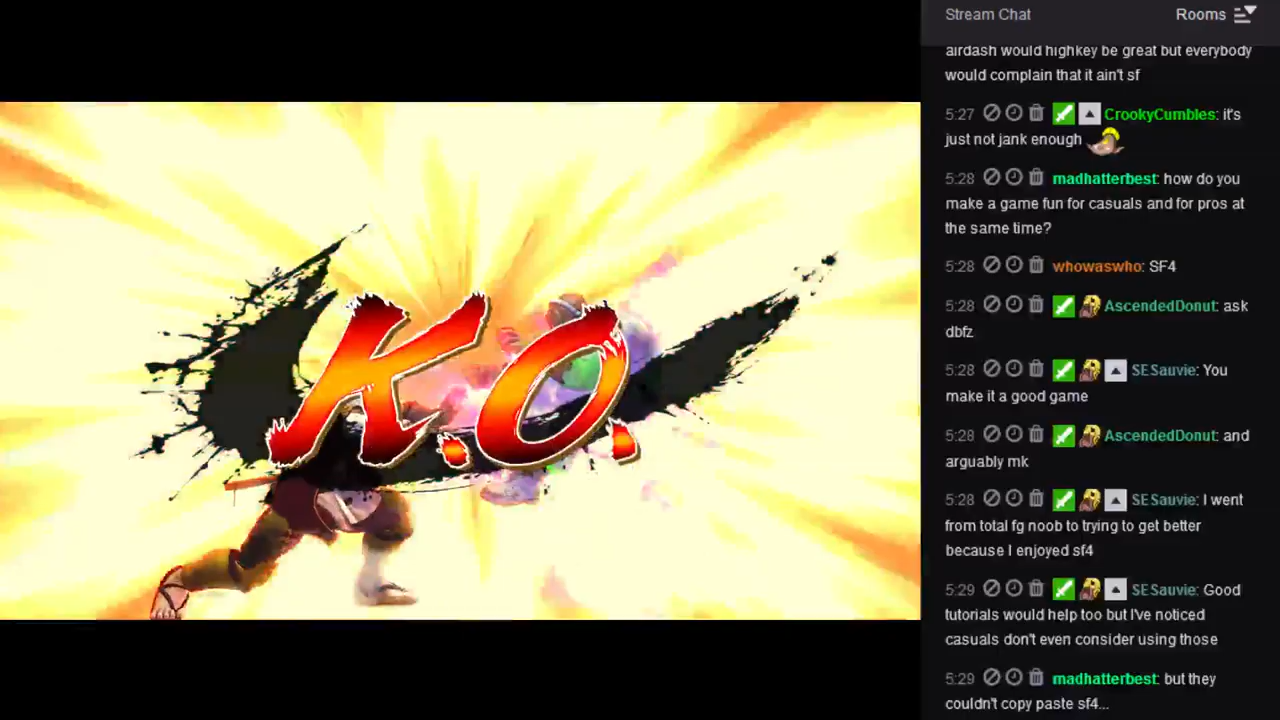 K.O.
Stream Chat
Rooms
airdash would highkey be great but everybody
would complain that it ain't sf
5:27 CrookyCumbles: it's
just not jank enough
5:28 madhatterbest: how do you
make a game fun for casuals and for pros at
the same time?
5:28 whowaswho: SF4
5:28 AscendedDonut: ask
dbfz
5:28 SESauvie: You
make it a good game
5:28 AscendedDonut: and
arguably mk
5:28 SESauvie: I went
from total fg noob to trying to get better
because I enjoyed sf4
5:29 SESauvie: Good
tutorials would help too but I've noticed
casuals don't even consider using those
5:29 madhatterbest: but they
couldn't copy paste sf4...